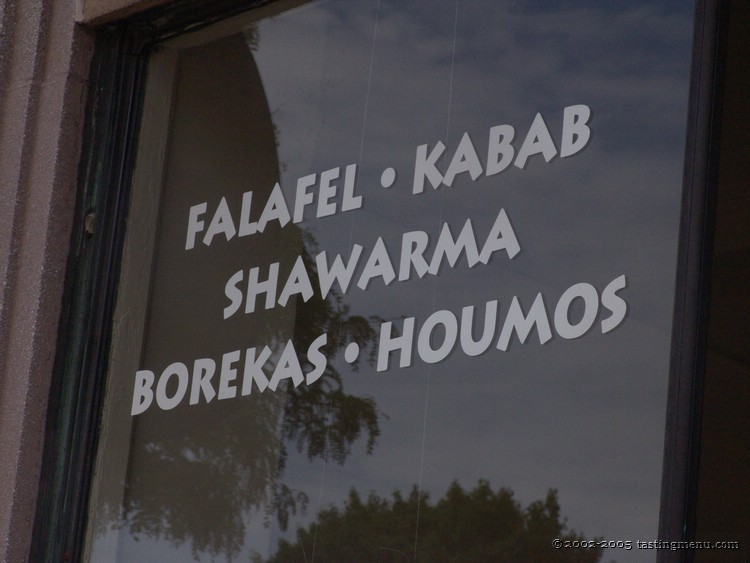 FALAFEL • KABAB
SHAWARMA
BOREKAS • HOUMOS
©2002-2005 tastingmenu.com